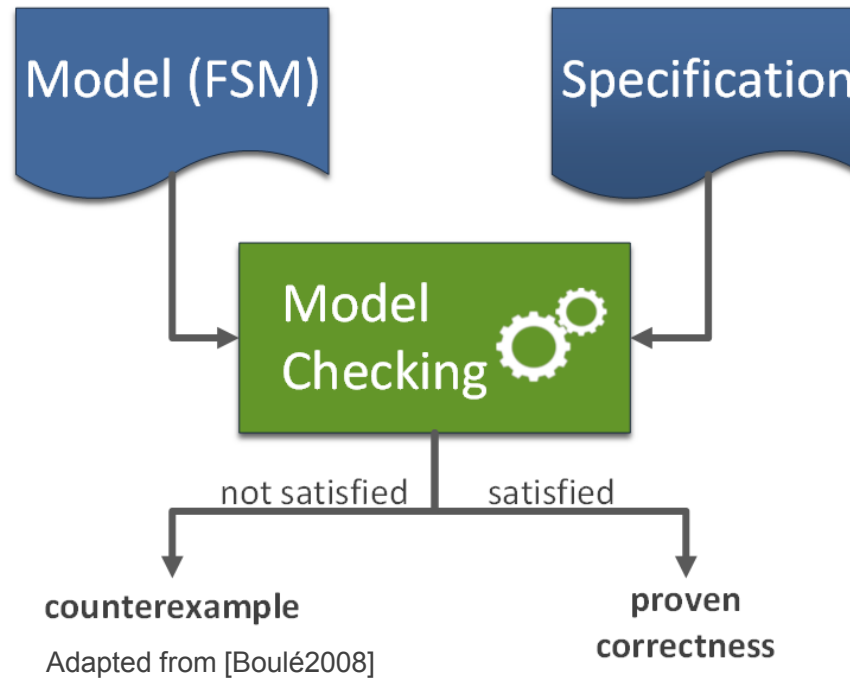 Model (FSM)
Specification
Model
Checking
not satisfied
satisfied
counterexample
proven
correctness
Adapted from [Boulé2008]